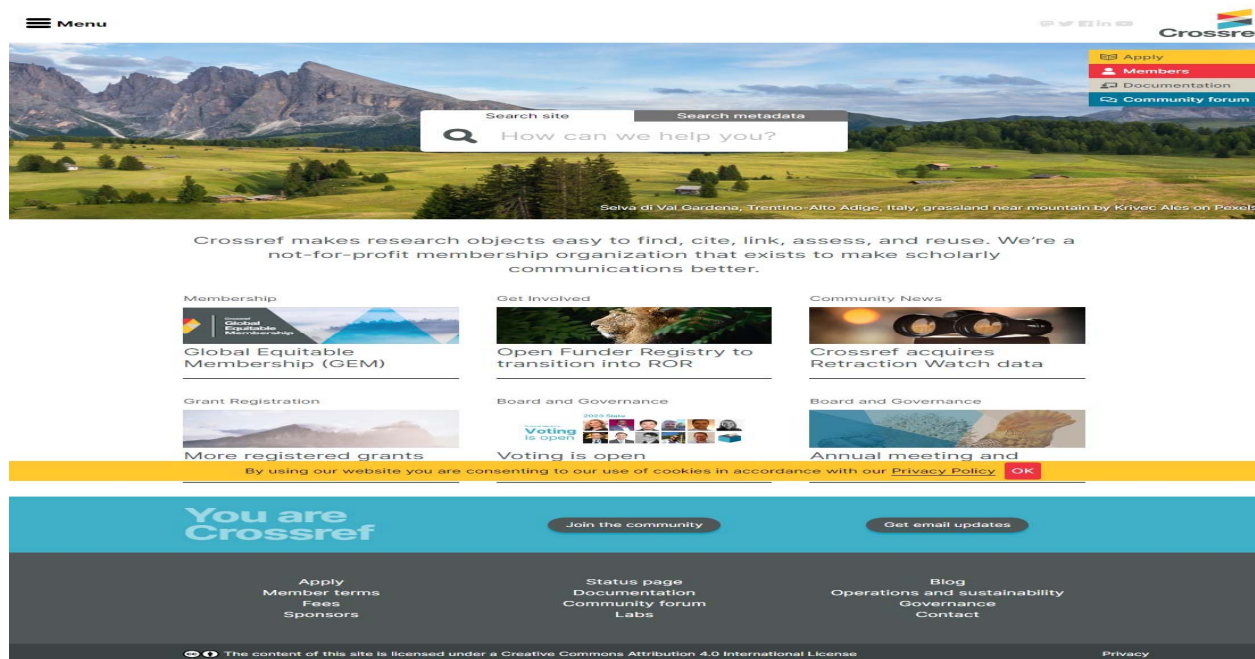 Menu
Crossre
Apply
Members
Documentation
Community forum
Search site
Search metadata
How can we help you?
Selva di Val Gardena, Trentino-Alto Adige, Italy, grassland near mountain by Krivec Ales on Pexels
Crossref makes research objects easy to find, cite, link, assess, and reuse. We're a
not-for-profit membership organization that exists to make scholarly
communications better.
Membership
Get Involved
Community News
Crossref
Global
Equitable
Membership
Global Equitable
Membership (GEM)
Open Funder Registry to
transition into ROR
Crossref acquires
Retraction Watch data
Grant Registration
Board and Governance
Board and Governance
Voting
is open
More registered grants
Voting is open
Annual meeting and
By using our website you are consenting to our use of cookies in accordance with our Privacy Policy OK
You are
Crossref
Join the community
Get email updates
Apply
Member terms
Fees
Sponsors
Status page
Documentation
Community forum
Labs
Blog
Operations and sustainability
Governance
Contact
The content of this site is licensed under a Creative Commons Attribution 4.0 International License
Privacy